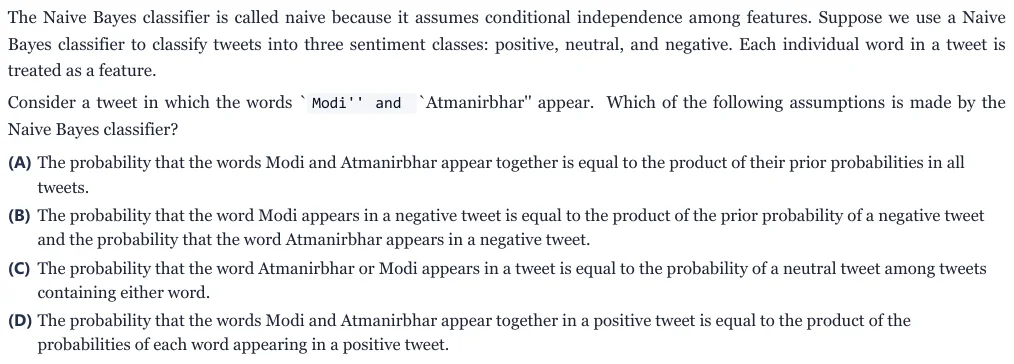 The Naive Bayes classifier is called naive because it assumes conditional independence among features. Suppose we use a Naive
Bayes classifier to classify tweets into three sentiment classes: positive, neutral, and negative. Each individual word in a tweet is
treated as a feature.
Consider a tweet in which the words ` Modi'' and `Atmanirbhar" appear. Which of the following assumptions is made by the
Naive Bayes classifier?
(A) The probability that the words Modi and Atmanirbhar appear together is equal to the product of their prior probabilities in all
tweets.
(B) The probability that the word Modi appears in a negative tweet is equal to the product of the prior probability of a negative tweet
and the probability that the word Atmanirbhar appears in a negative tweet.
(C) The probability that the word Atmanirbhar or Modi appears in a tweet is equal to the probability of a neutral tweet among tweets
containing either word.
(D) The probability that the words Modi and Atmanirbhar appear together in a positive tweet is equal to the product of the
probabilities of each word appearing in a positive tweet.